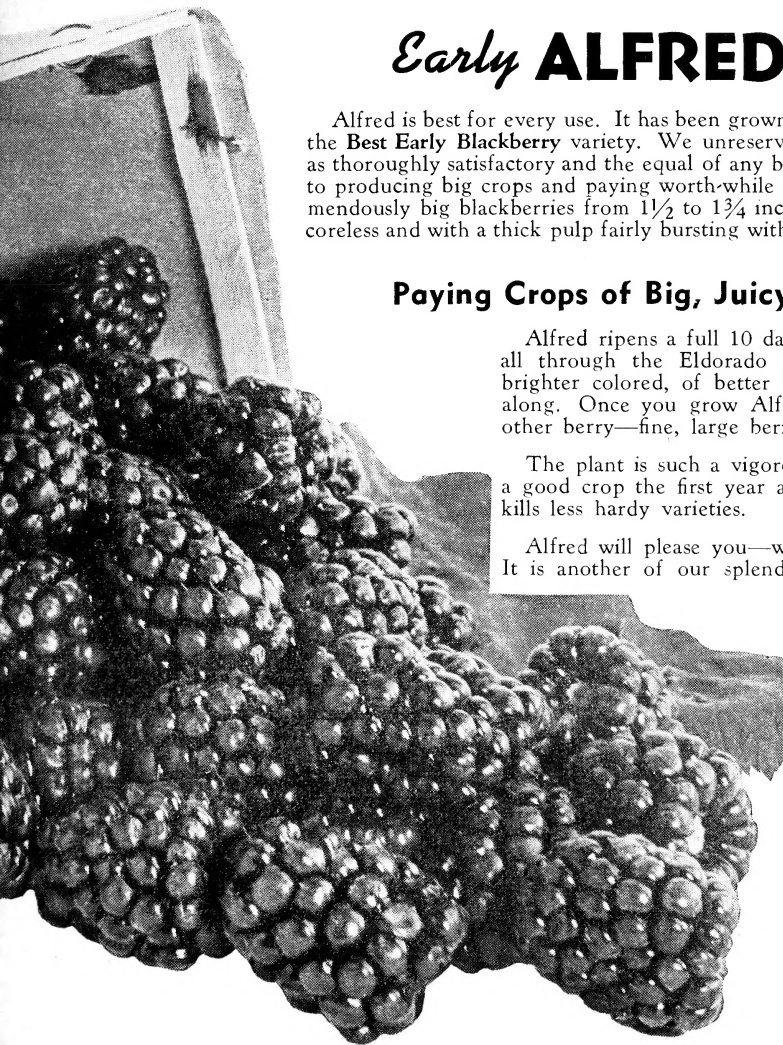 Early ALFRED
Alfred is best for every use. It has been grown
the Best Early Blackberry variety. We unreserv
as thoroughly satisfactory and the equal of any b
to producing big crops and paying worth-while
mendously big blackberries from 1½ to 1¾ inc
coreless and with a thick pulp fairly bursting with
Paying Crops of Big, Juicy
Alfred ripens a full 10 da
all through the Eldorado
brighter colored, of better
along. Once you grow Alf
other berry—fine, large berr
The plant is such a vigoro
a good crop the first year a
kills less hardy varieties.
Alfred will please you—w
It is another of our splend